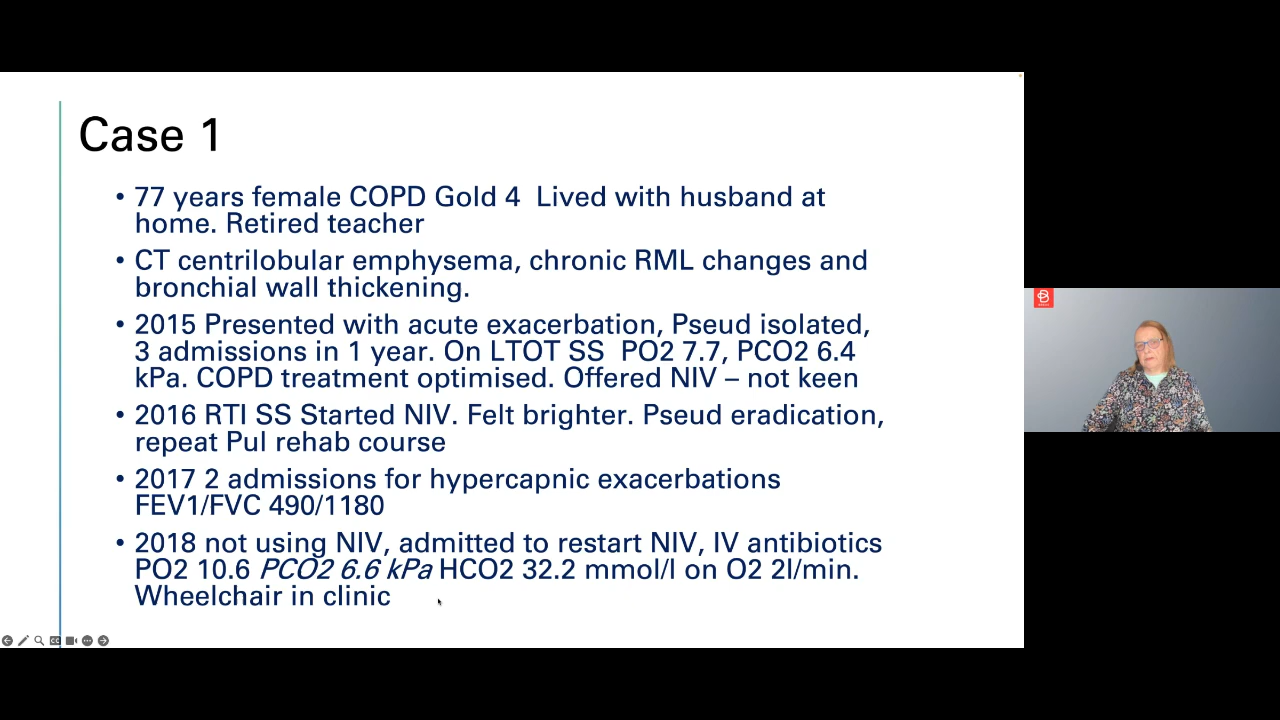 Case 1
• 77 years female COPD Gold 4  Lived with husband at
home. Retired teacher
• CT centrilobular emphysema, chronic RML changes and
bronchial wall thickening.
• 2015 Presented with acute exacerbation, Pseud isolated,
3 admissions in 1 year. On LTOT SS  PO2 7.7, PCO2 6.4
kPa. COPD treatment optimised. Offered NIV – not keen
• 2016 RTI SS Started NIV. Felt brighter. Pseud eradication,
repeat Pul rehab course
• 2017 2 admissions for hypercapnic exacerbations
FEV1/FVC 490/1180
• 2018 not using NIV, admitted to restart NIV, IV antibiotics
PO2 10.6 PCO2 6.6 kPa HCO2 32.2 mmol/l on O2 2l/min.
Wheelchair in clinic